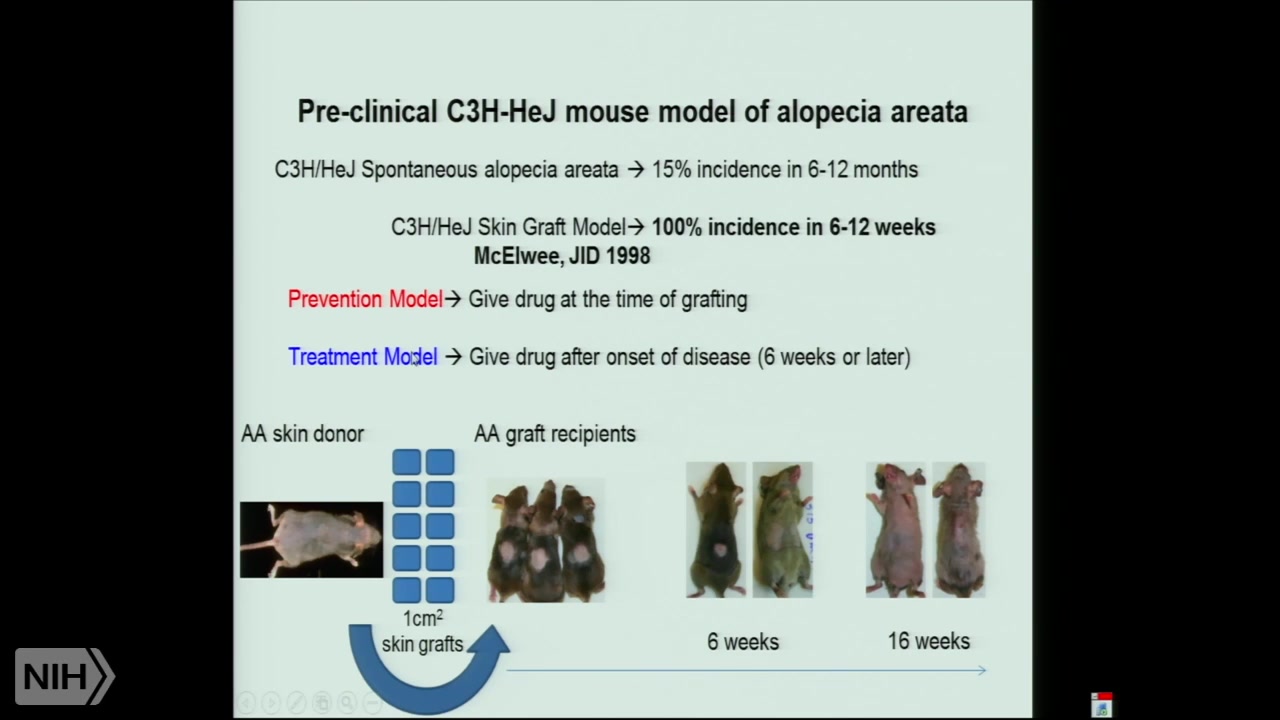 Pre-clinical C3H-HeJ mouse model of alopecia areata
C3H/HeJ Spontaneous alopecia areata → 15% incidence in 6-12 months
C3H/HeJ Skin Graft Model→ 100% incidence in 6-12 weeks
McElwee, JID 1998
Prevention Model→ Give drug at the time of grafting
Treatment Model → Give drug after onset of disease (6 weeks or later)
AA skin donor
AA graft recipients
1cm²
skin grafts
6 weeks
16 weeks
NIH